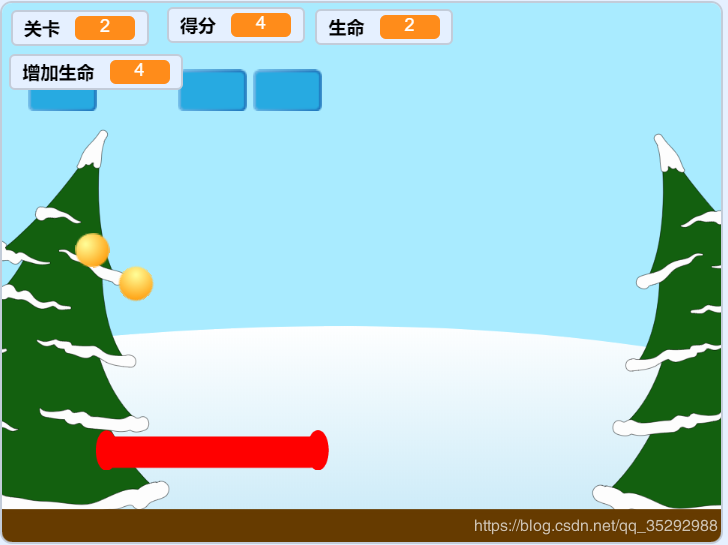 关卡 2 得分 4 生命 2
增加生命 4
https://blog.csdn.net/qq_35292988